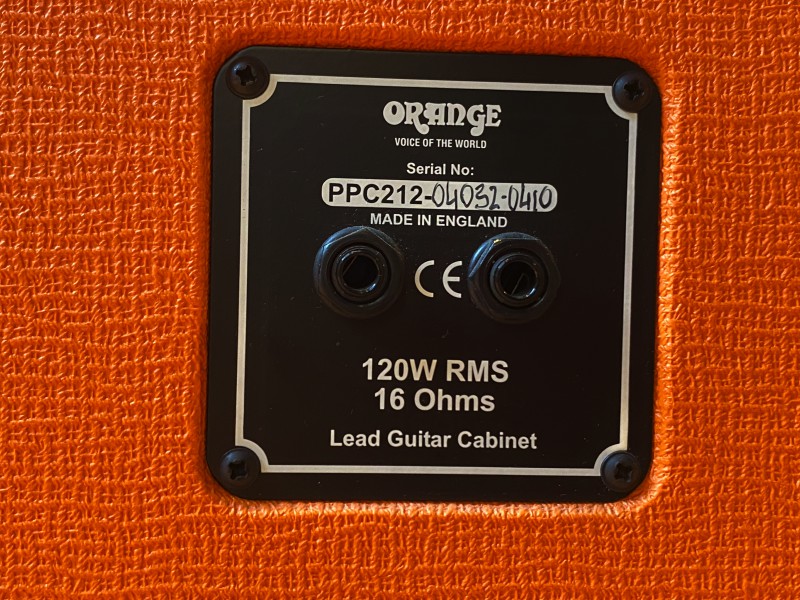 ORANGE
VOICE OF THE WORLD
Serial No:
PPC212-04032-0410
MADE IN ENGLAND
CE
120W RMS
16 Ohms
Lead Guitar Cabinet